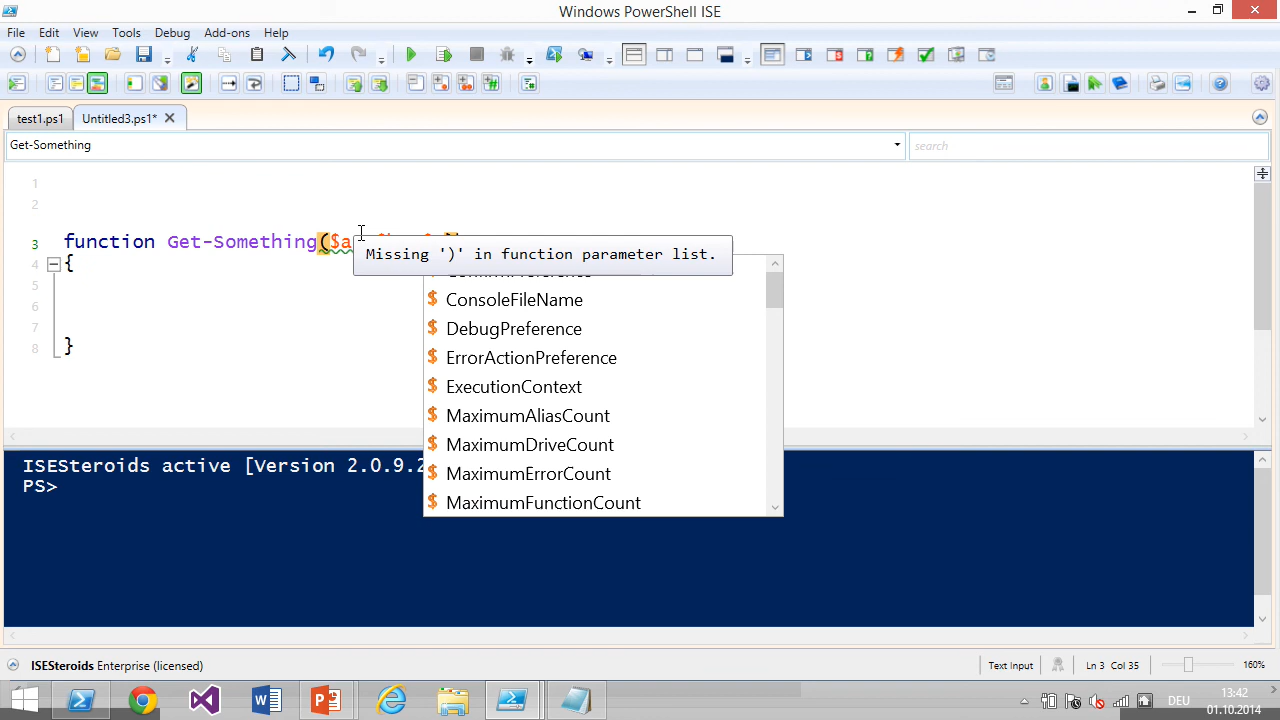 Windows PowerShell ISE
File Edit View Tools Debug Add-ons Help
test1.ps1 Untitled3.ps1*
Get-Something
search
1
2
3 function Get-Something($a
Missing ')' in function parameter list.
4 {
5
6
7
8 }
ConsoleFileName
DebugPreference
ErrorActionPreference
ExecutionContext
MaximumAliasCount
MaximumDriveCount
MaximumErrorCount
MaximumFunctionCount
ISESteroids active [Version 2.0.9.2
PS>
ISESteroids Enterprise (licensed)
Text Input
Ln 3 Col 35
160%
DEU
13:42
01.10.2014